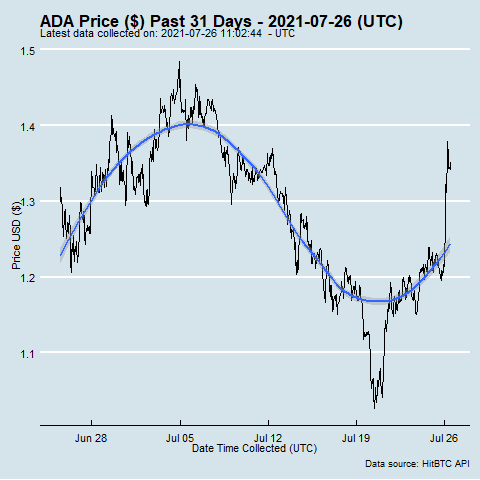 ADA Price ($) Past 31 Days - 2021-07-26 (UTC)
Latest data collected on: 2021-07-26 11:02:44 - UTC
1.5
1.4
1.3
1.2
1.1
Price USD ($)
Jun 28 Jul 05 Jul 12 Jul 19 Jul 26
Date Time Collected (UTC)
Data source: HitBTC API